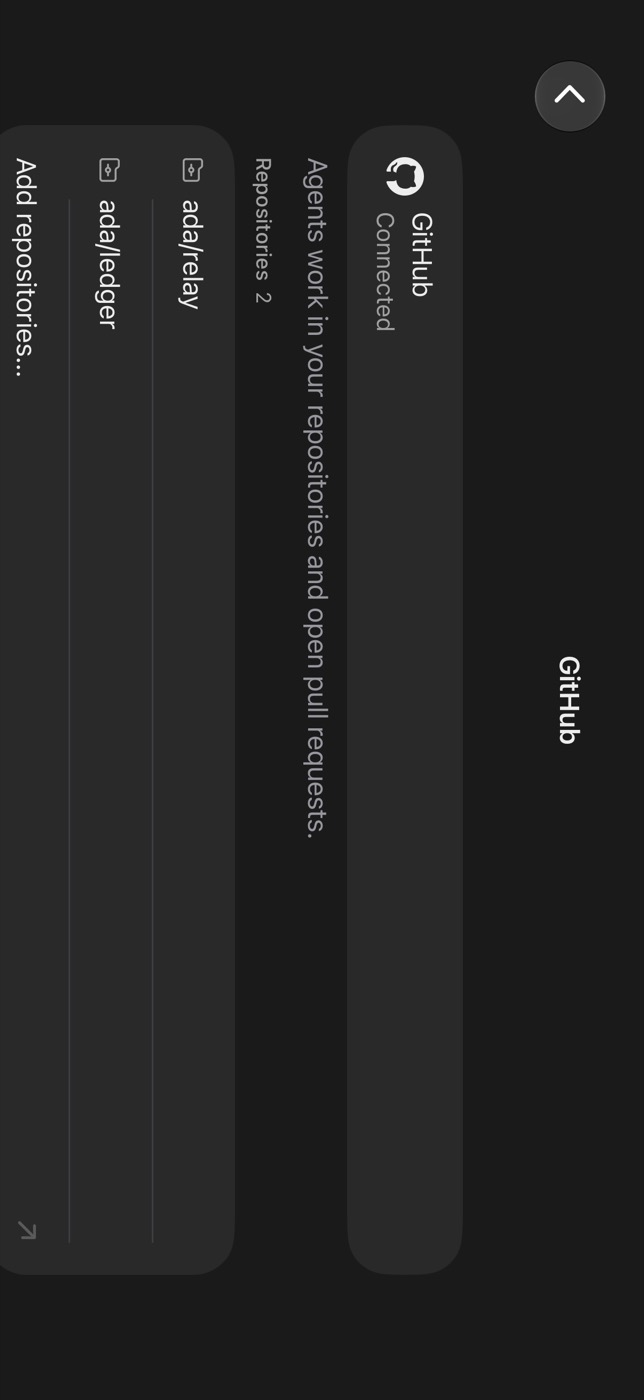 GitHub
GitHub
Connected
Agents work in your repositories and open pull requests.
Repositories 2
ada/relay
ada/ledger
Add repositories...